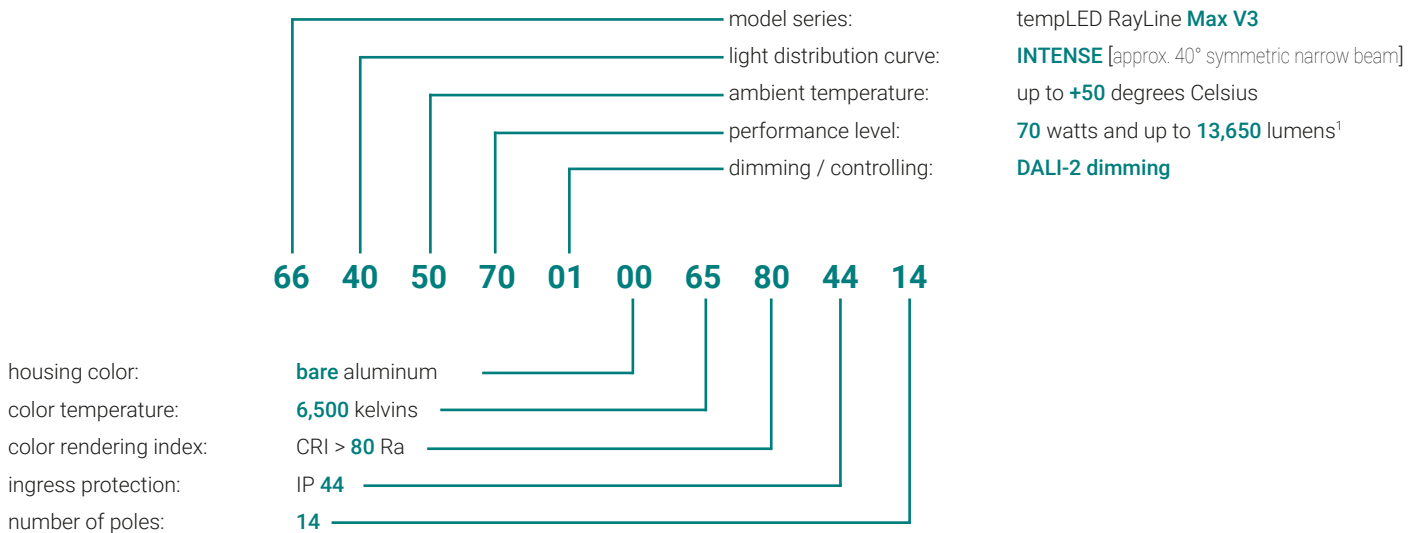 model series: tempLED RayLine Max V3
light distribution curve: INTENSE [approx. 40° symmetric narrow beam]
ambient temperature: up to +50 degrees Celsius
performance level: 70 watts and up to 13,650 lumens¹
dimming / controlling: DALI-2 dimming
66 40 50 70 01 00 65 80 44 14
housing color: bare aluminum
color temperature: 6,500 kelvins
color rendering index: CRI > 80 Ra
ingress protection: IP 44
number of poles: 14